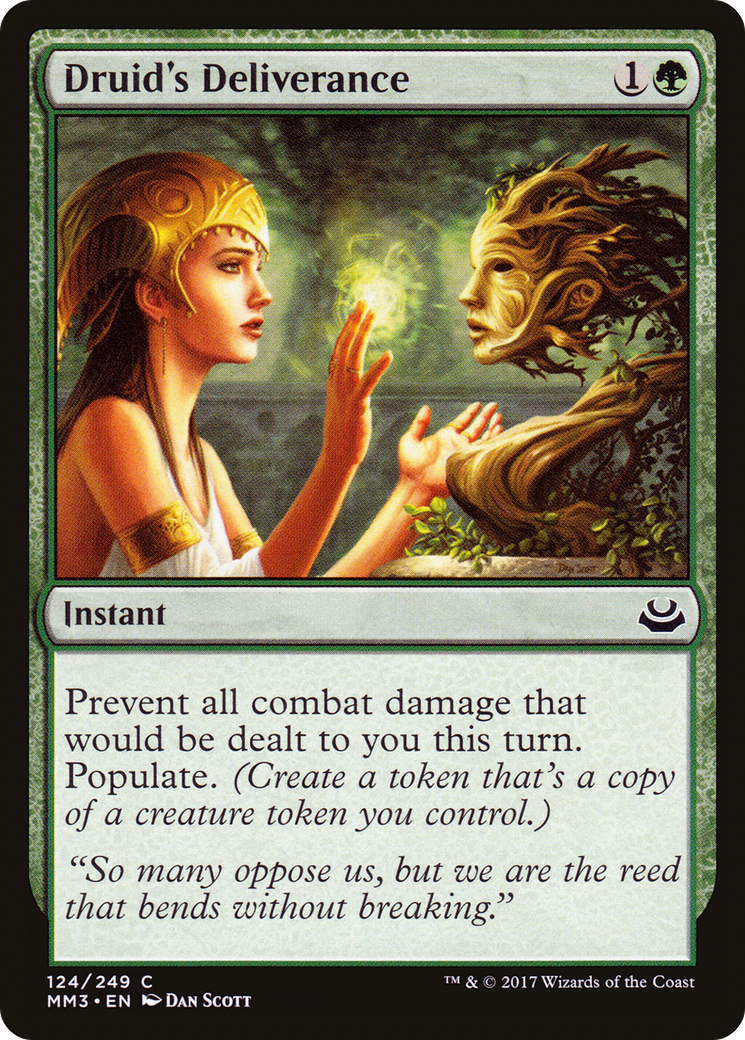 Druid's Deliverance 1
Dan Scott
Instant
Prevent all combat damage that
would be dealt to you this turn.
Populate. (Create a token that's a copy
of a creature token you control.)
“So many oppose us, but we are the reed
that bends without breaking.”
124/249 C
MM3 • EN Dan Scott
™ & © 2017 Wizards of the Coast